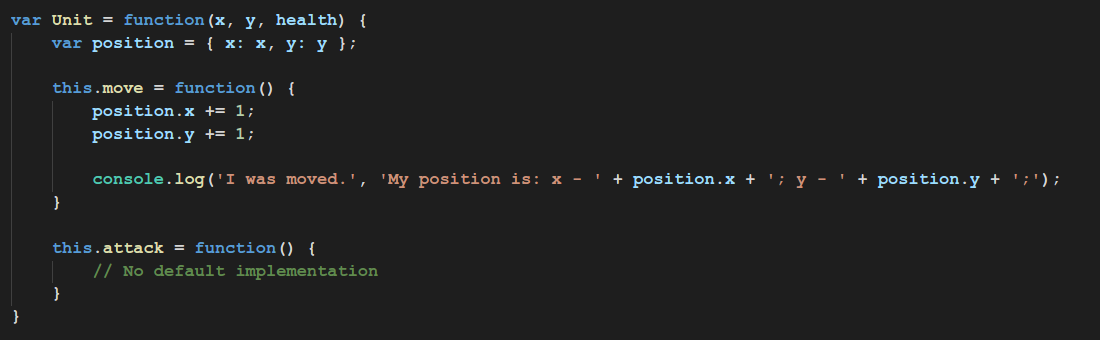 var Unit = function(x, y, health) {
    var position = { x: x, y: y };
    this.move = function() {
        position.x += 1;
        position.y += 1;
        console.log('I was moved.', 'My position is: x - ' + position.x + '; y - ' + position.y + ';');
    }
    this.attack = function() {
        // No default implementation
    }
}